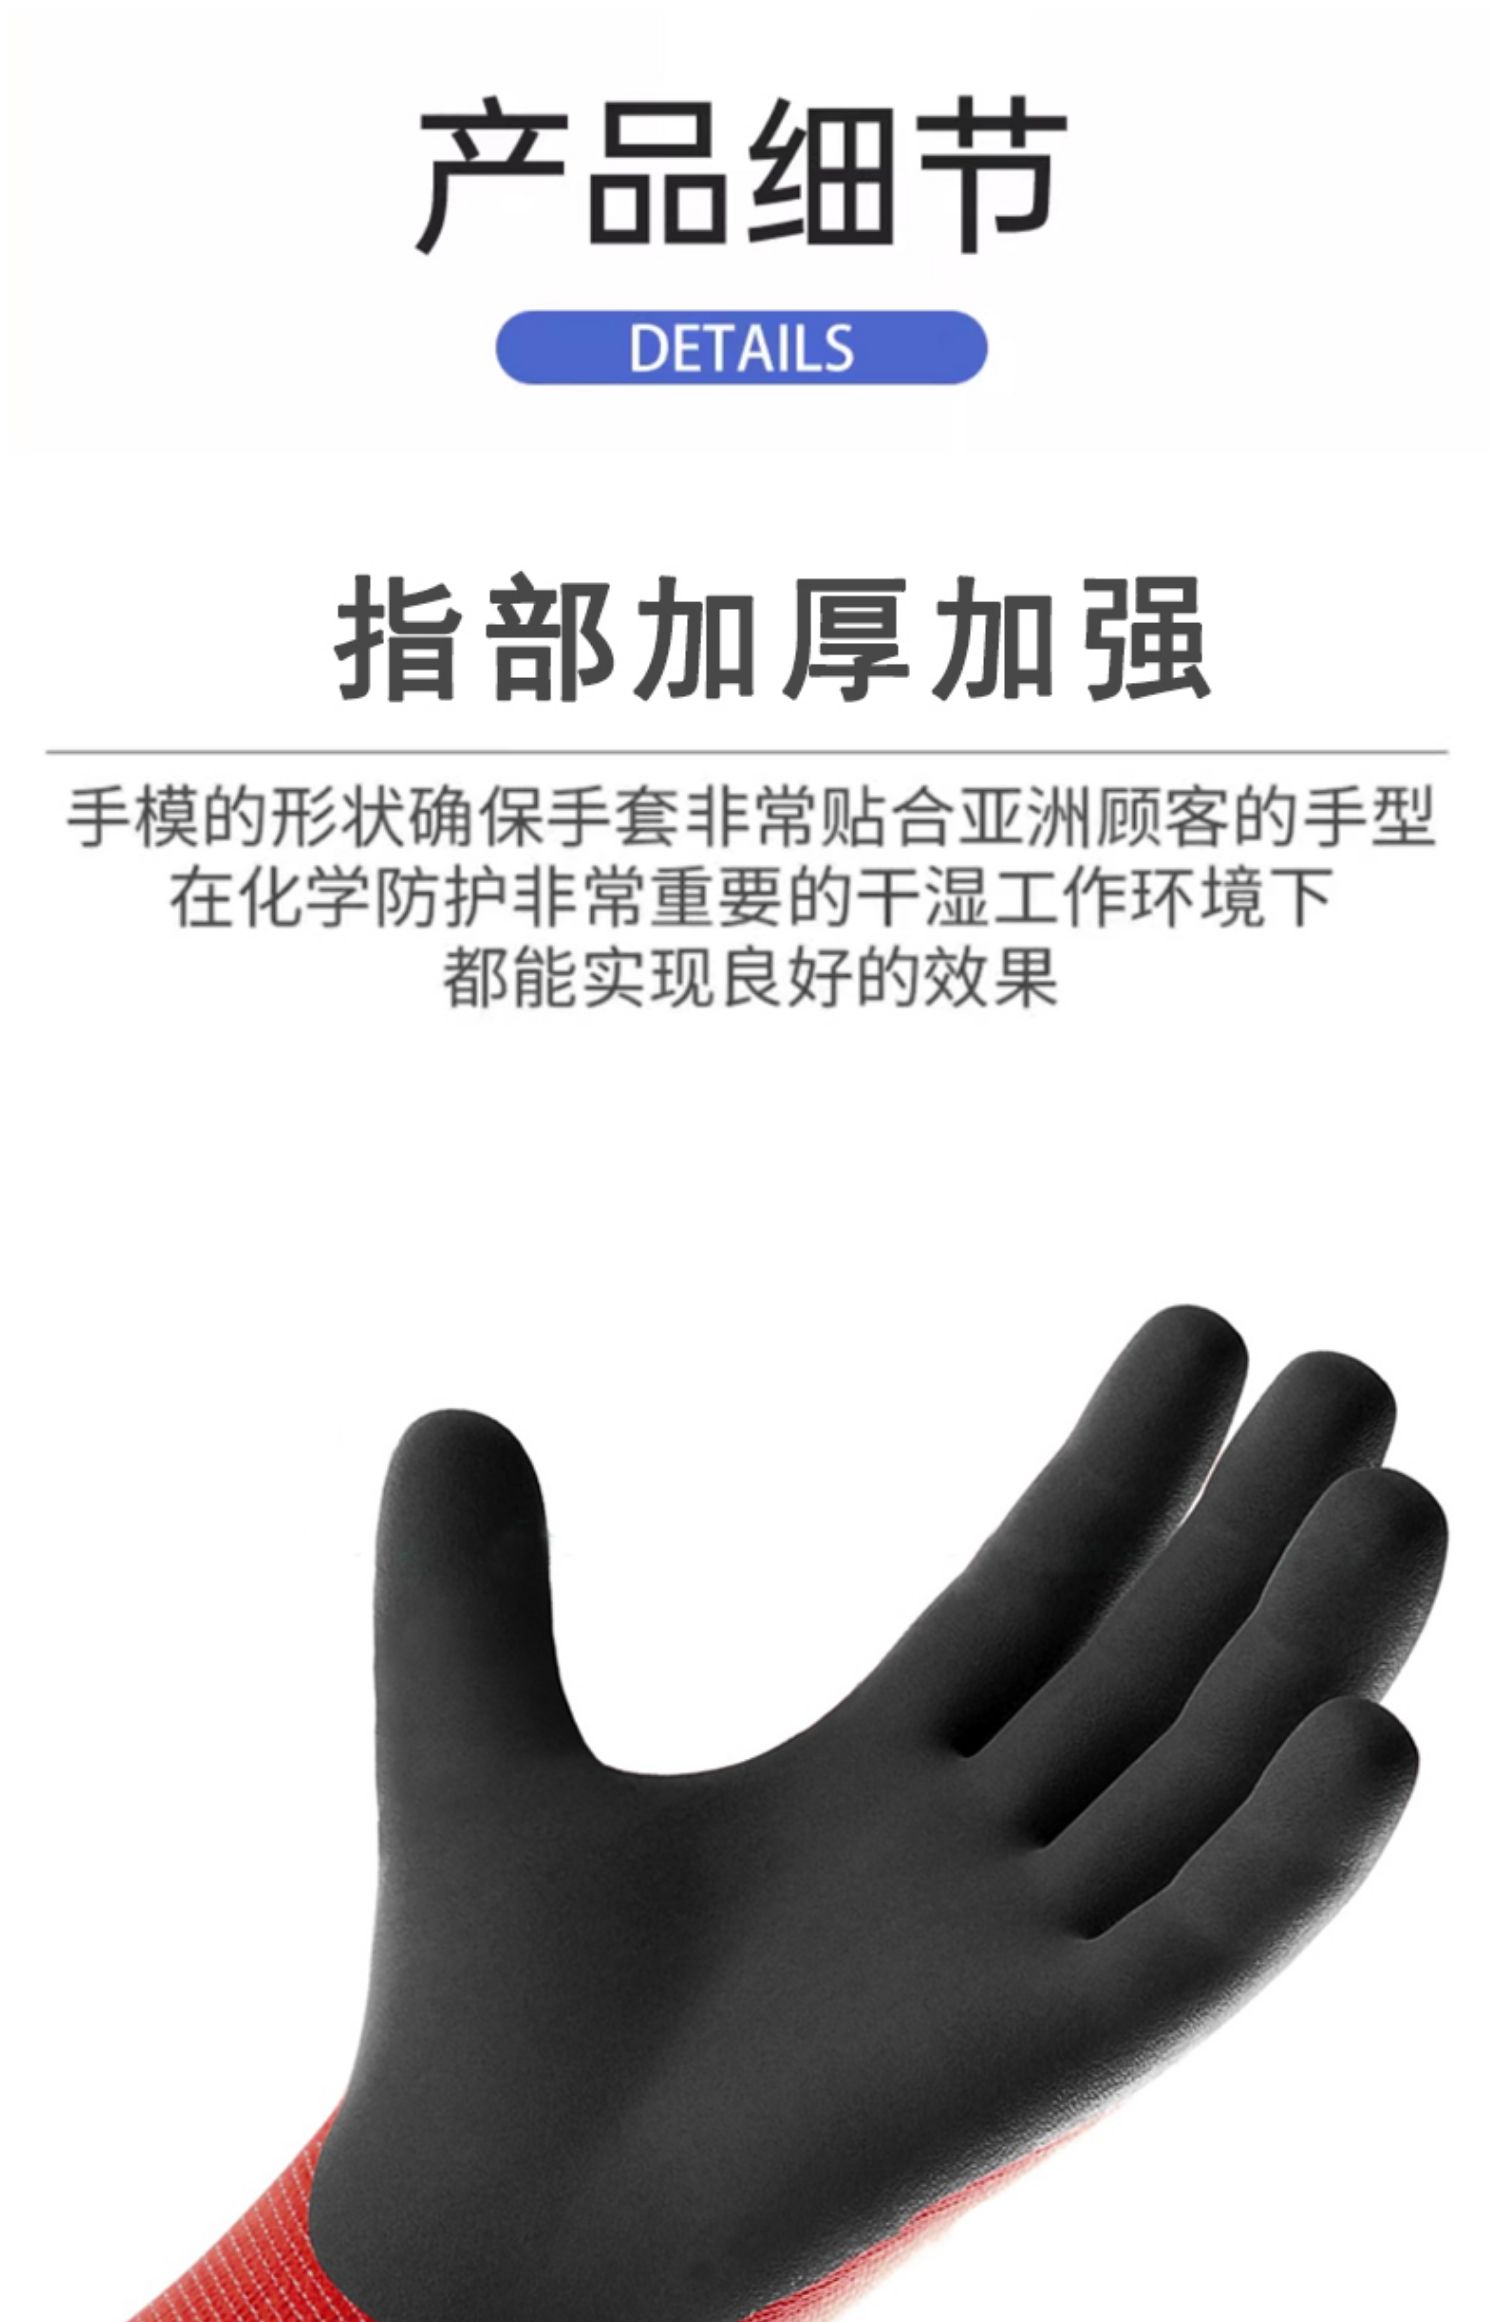 产品细节
DETAILS
指部加厚加强
手模的形状确保手套非常贴合亚洲顾客的手型
在化学防护非常重要的干湿工作环境下
都能实现良好的效果